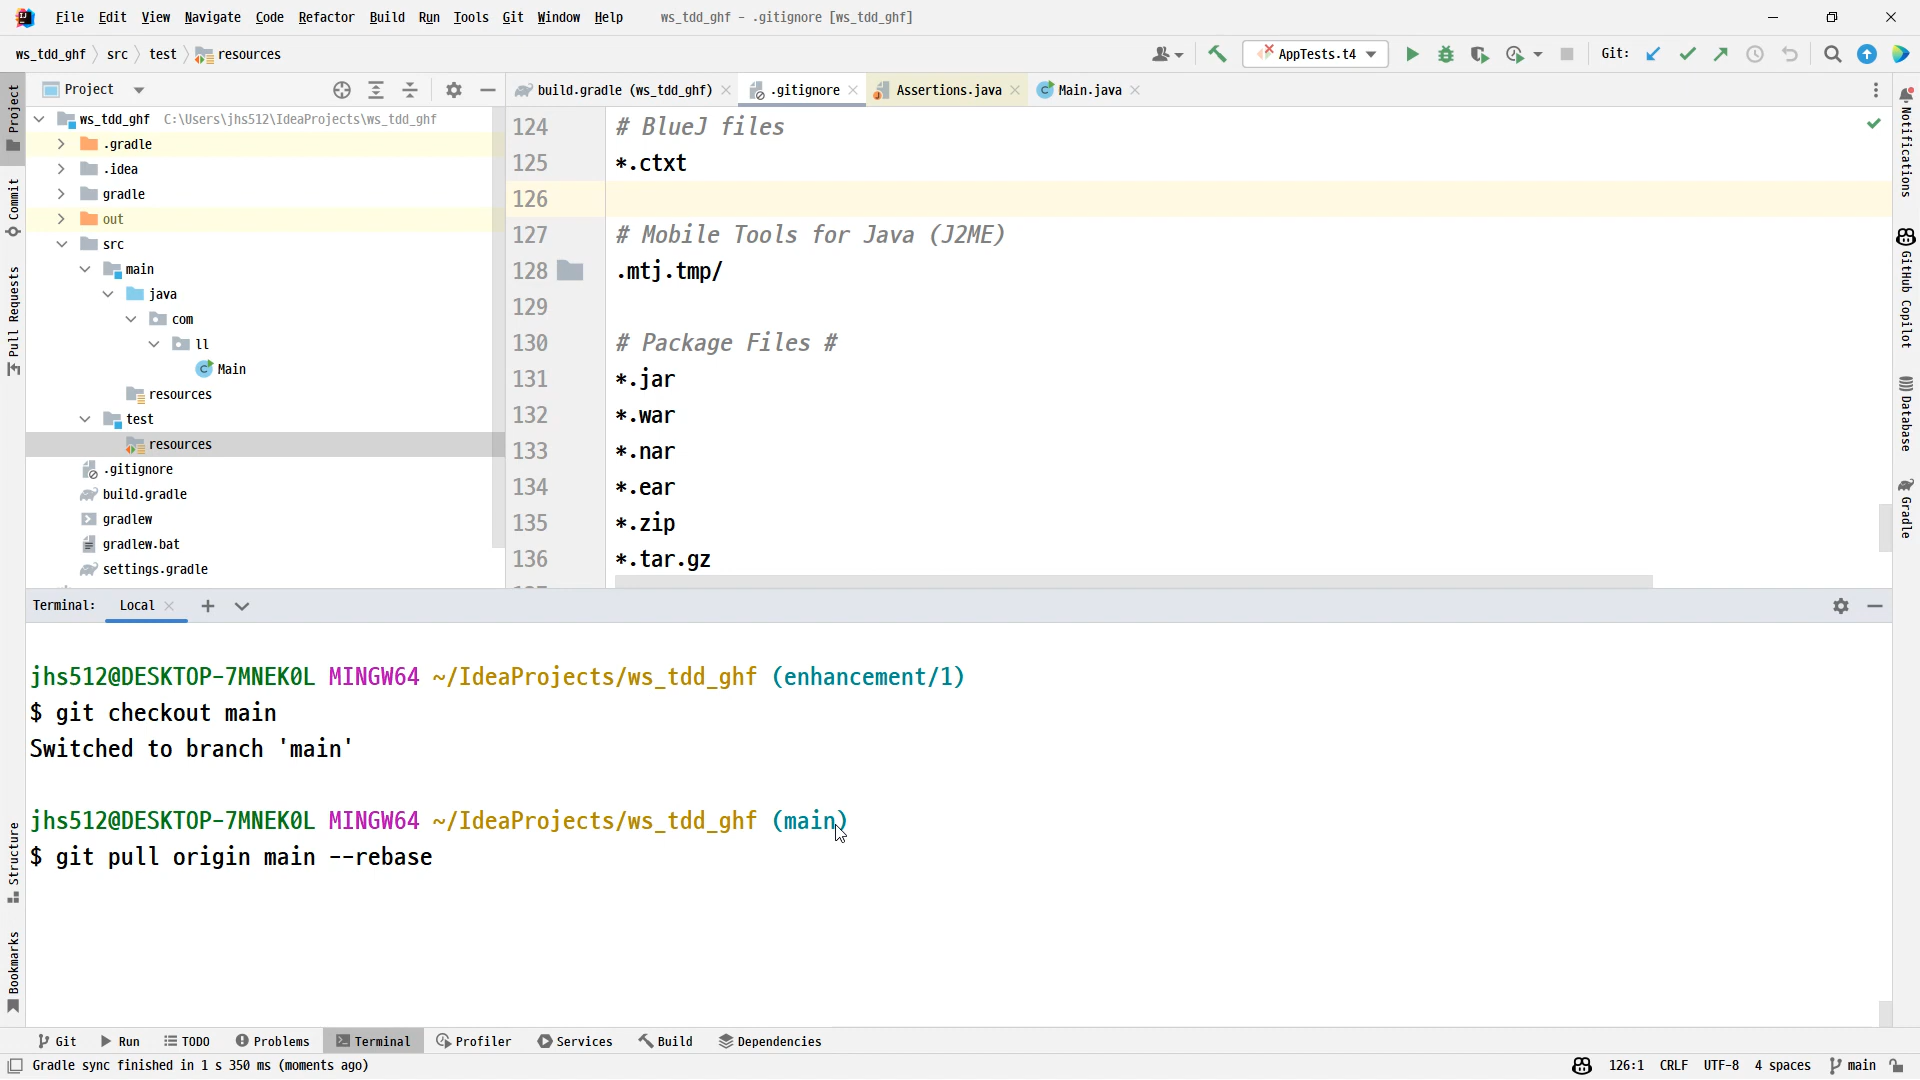 File Edit View Navigate Code Refactor Build Run Tools Git Window Help ws_tdd_ghf - .gitignore [ws_tdd_ghf]
ws_tdd_ghf src test resources AppTests.t4 Git:
Project
build.gradle (ws_tdd_ghf) .gitignore Assertions.java Main.java
ws_tdd_ghf C:\Users\jhs512\IdeaProjects\ws_tdd_ghf
.gradle
.idea
gradle
out
src
main
java
com
ll
Main
resources
test
resources
.gitignore
build.gradle
gradlew
gradlew.bat
settings.gradle
124 # BlueJ files
125 *.ctxt
126
127 # Mobile Tools for Java (J2ME)
128 .mtj.tmp/
129
130 # Package Files #
131 *.jar
132 *.war
133 *.nar
134 *.ear
135 *.zip
136 *.tar.gz
Project
Commit
Pull Requests
Structure
Bookmarks
Notifications
GitHub Copilot
Database
Gradle
Terminal: Local
jhs512@DESKTOP-7MNEK0L MINGW64 ~/IdeaProjects/ws_tdd_ghf (enhancement/1)
$ git checkout main
Switched to branch 'main'
jhs512@DESKTOP-7MNEK0L MINGW64 ~/IdeaProjects/ws_tdd_ghf (main)
$ git pull origin main --rebase
Git Run TODO Problems Terminal Profiler Services Build Dependencies
Gradle sync finished in 1 s 350 ms (moments ago) 126:1 CRLF UTF-8 4 spaces main